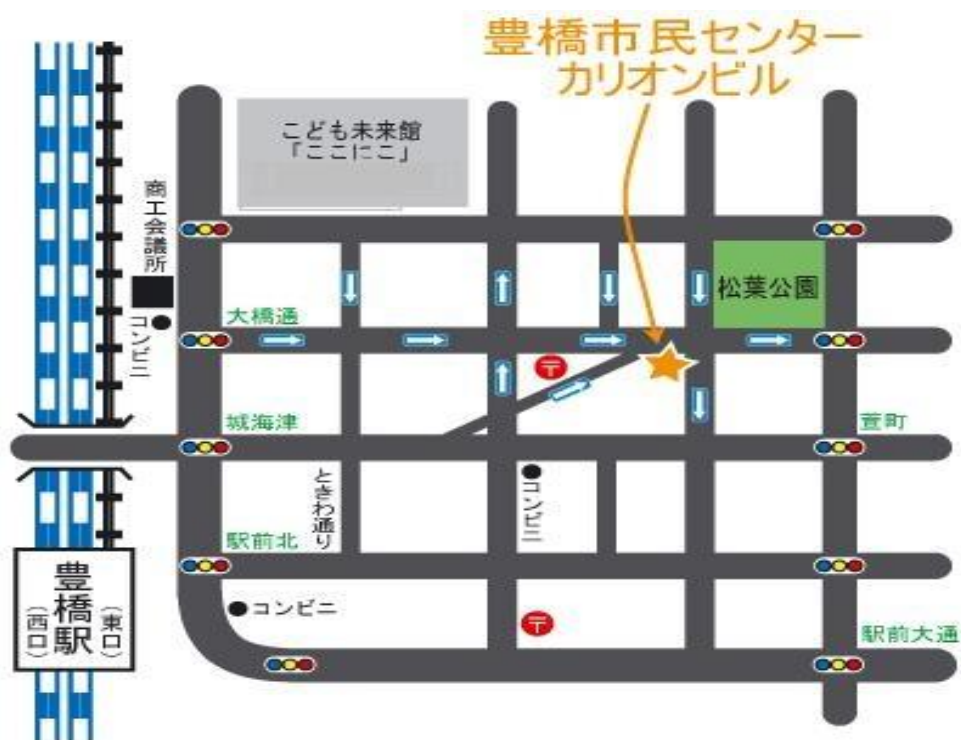 豊橋市民センター
カリオンビル
こども未来館
「ここにこ」
商工会議所
松葉公園
大橋通
コンビニ
〒
城海津
萱町
ときわ通り
コンビニ
駅前北
豊橋駅
(西口)
(東口)
コンビニ
〒
駅前大通